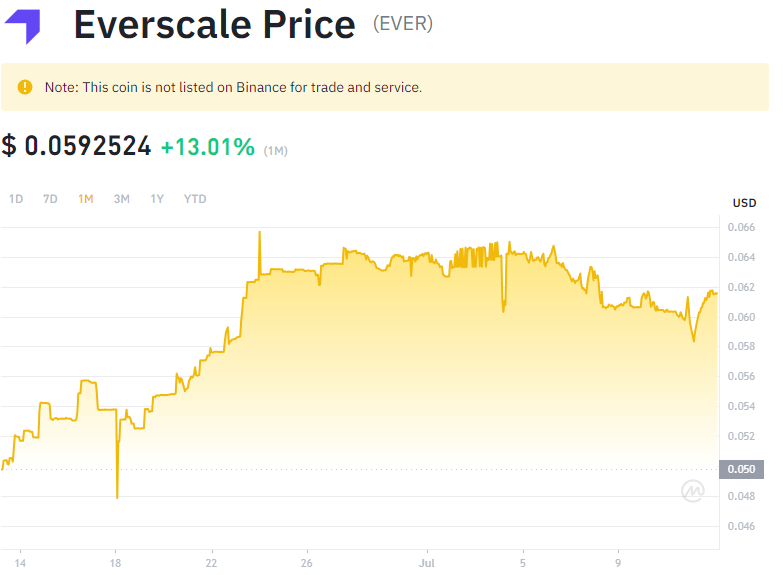 Everscale Price (EVER)
Note: This coin is not listed on Binance for trade and service.
$ 0.0592524 +13.01% (1M)
1D 7D 1M 3M 1Y YTD
USD
0.066
0.064
0.062
0.060
0.058
0.056
0.054
0.052
0.050
0.048
0.046
14 18 22 26 Jul 5 9